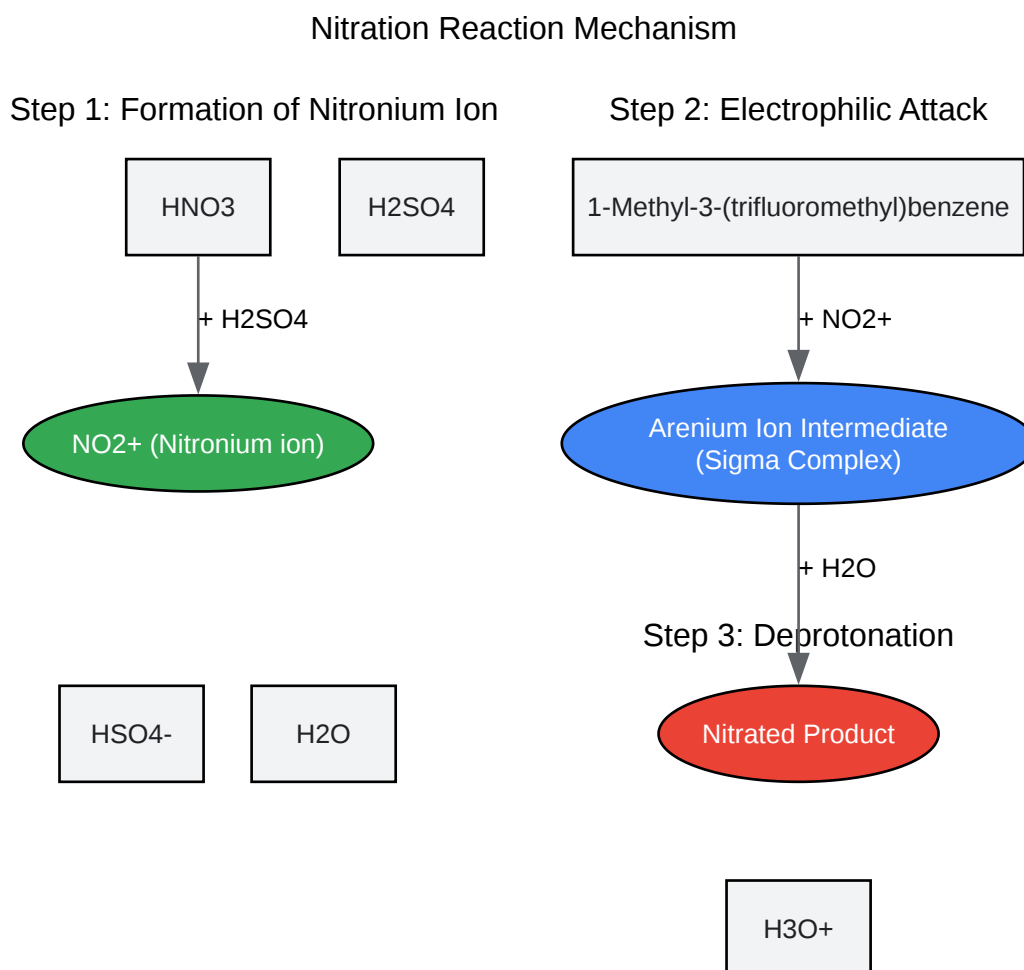 Nitration Reaction Mechanism
Step 1: Formation of Nitronium Ion
HNO3
H2SO4
+ H2SO4
NO2+ (Nitronium ion)
HSO4-
H2O
Step 2: Electrophilic Attack
1-Methyl-3-(trifluoromethyl)benzene
+ NO2+
Arenium Ion Intermediate
(Sigma Complex)
+ H2O
Step 3: Deprotonation
Nitrated Product
H3O+